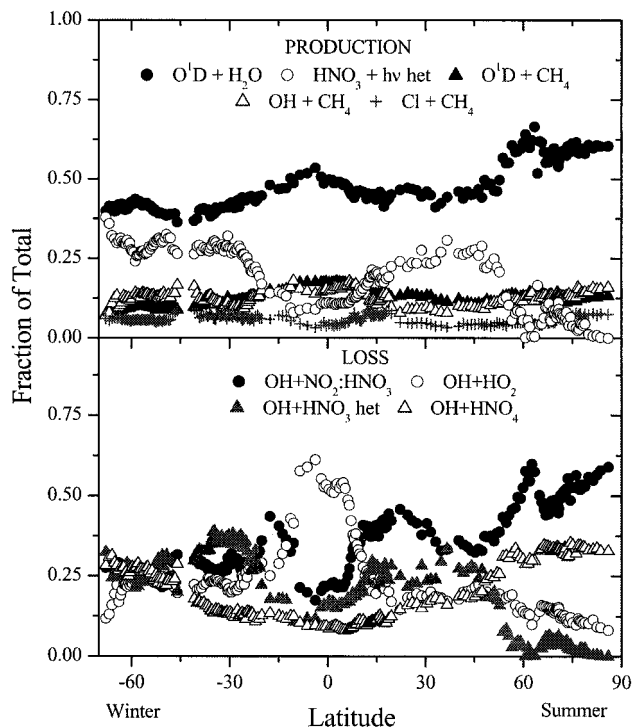 PRODUCTION
● O¹D + H₂O ○ HNO₃ + hν het ▲ O¹D + CH₄
△ OH + CH₄ + Cl + CH₄
1.00
0.75
0.50
0.25
0.00
LOSS
● OH+NO₂:HNO₃ ○ OH+HO₂
▲ OH+HNO₃ het △ OH+HNO₄
0.75
0.50
0.25
0.00
Fraction of Total
-60 -30 0 30 60 90
Winter Latitude Summer